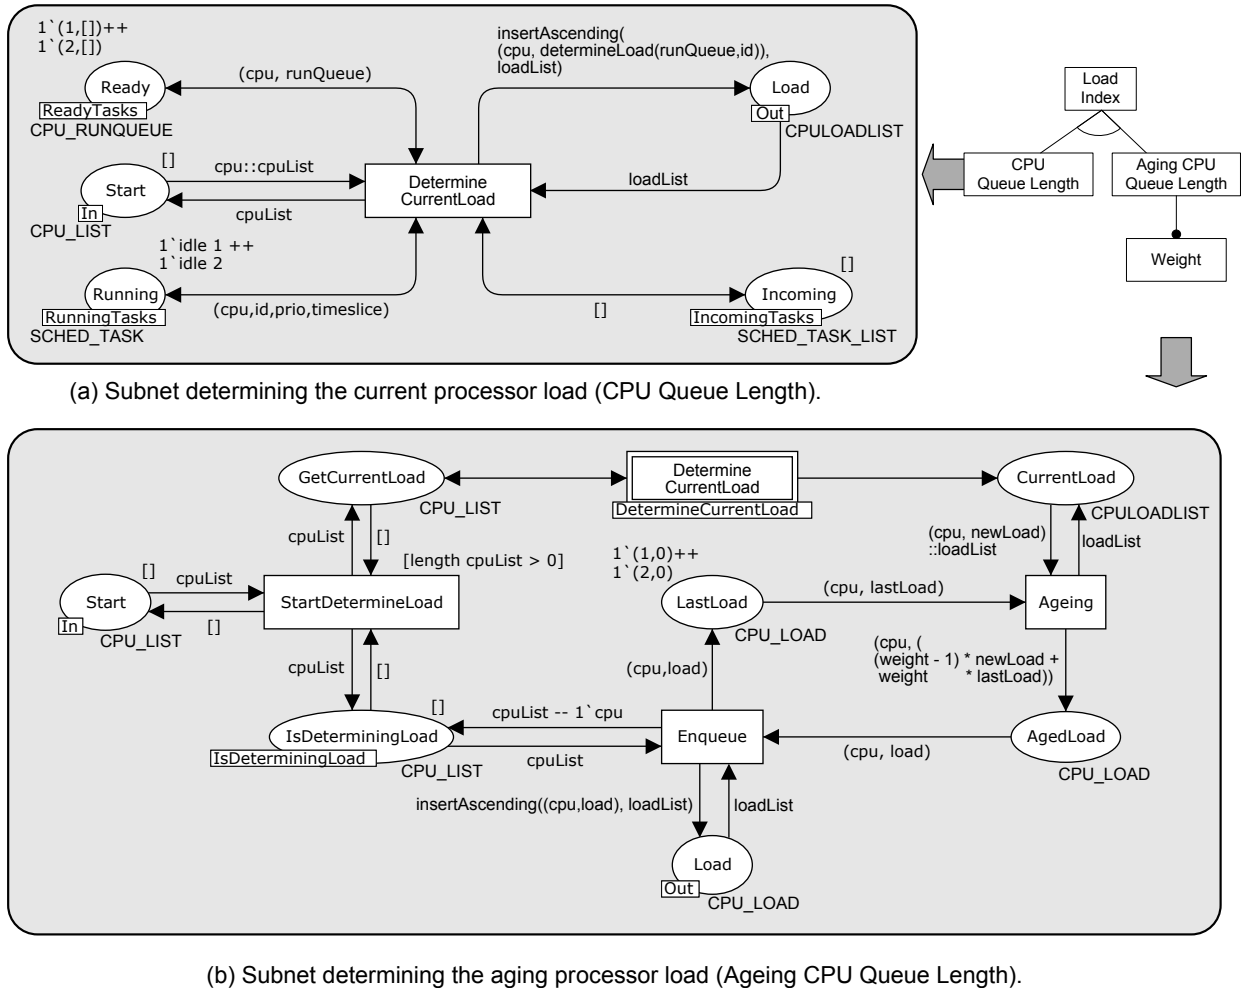 1`(1,[])++
1`(2,[])
Ready
ReadyTasks
CPU_RUNQUEUE
(cpu, runQueue)
insertAscending(
(cpu, determineLoad(runQueue,id)),
loadList)
Load
Out
CPULOADLIST
[]
Start
In
CPU_LIST
cpu::cpuList
cpuList
Determine
CurrentLoad
loadList
1`idle 1 ++
1`idle 2
Running
RunningTasks
SCHED_TASK
(cpu,id,prio,timeslice)
[]
[]
Incoming
IncomingTasks
SCHED_TASK_LIST
Load
Index
CPU
Queue Length
Aging CPU
Queue Length
Weight
(a) Subnet determining the current processor load (CPU Queue Length).
GetCurrentLoad
CPU_LIST
Determine
CurrentLoad
DetermineCurrentLoad
CurrentLoad
CPULOADLIST
cpuList
[]
[length cpuList > 0]
(cpu, newLoad)
::loadList
loadList
[]
Start
In
CPU_LIST
cpuList
[]
StartDetermineLoad
1`(1,0)++
1`(2,0)
LastLoad
CPU_LOAD
(cpu, lastLoad)
Ageing
cpuList
[]
(cpu,load)
(cpu, (
(weight - 1) * newLoad +
weight * lastLoad))
[]
IsDeterminingLoad
IsDeterminingLoad
CPU_LIST
cpuList -- 1`cpu
cpuList
Enqueue
(cpu, load)
AgedLoad
CPU_LOAD
insertAscending((cpu,load), loadList)
loadList
Load
Out
CPU_LOAD
(b) Subnet determining the aging processor load (Ageing CPU Queue Length).